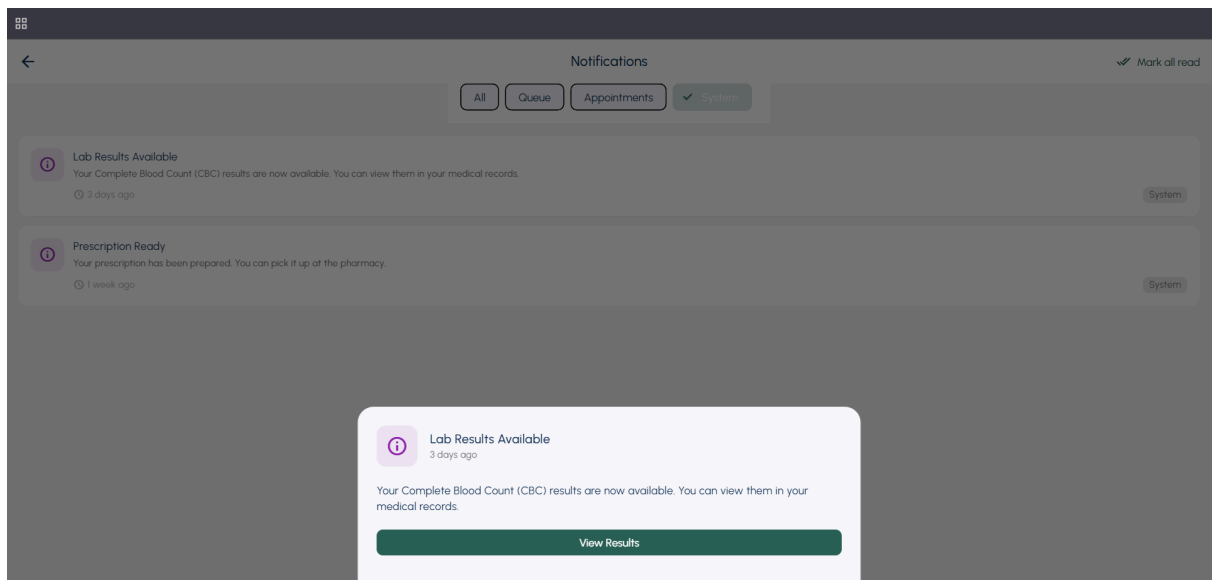 Notifications
Mark all read
All
Queue
Appointments
System
Lab Results Available
Your Complete Blood Count (CBC) results are now available. You can view them in your medical records.
3 days ago
System
Prescription Ready
Your prescription has been prepared. You can pick it up at the pharmacy.
1 week ago
System
Lab Results Available
3 days ago
Your Complete Blood Count (CBC) results are now available. You can view them in your
medical records.
View Results